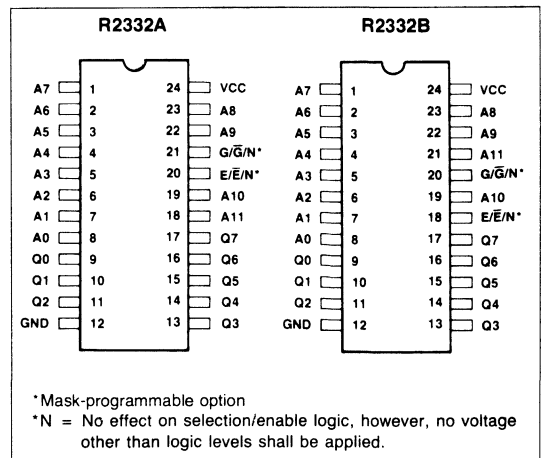 R2332A
A7 1 24 VCC
A6 2 23 A8
A5 3 22 A9
A4 4 21 G/G̅/N*
A3 5 20 E/E̅/N*
A2 6 19 A10
A1 7 18 A11
A0 8 17 Q7
Q0 9 16 Q6
Q1 10 15 Q5
Q2 11 14 Q4
GND 12 13 Q3
R2332B
A7 1 24 VCC
A6 2 23 A8
A5 3 22 A9
A4 4 21 A11
A3 5 20 G/G̅/N*
A2 6 19 A10
A1 7 18 E/E̅/N*
A0 8 17 Q7
Q0 9 16 Q6
Q1 10 15 Q5
Q2 11 14 Q4
GND 12 13 Q3
*Mask-programmable option
*N = No effect on selection/enable logic, however, no voltage
other than logic levels shall be applied.